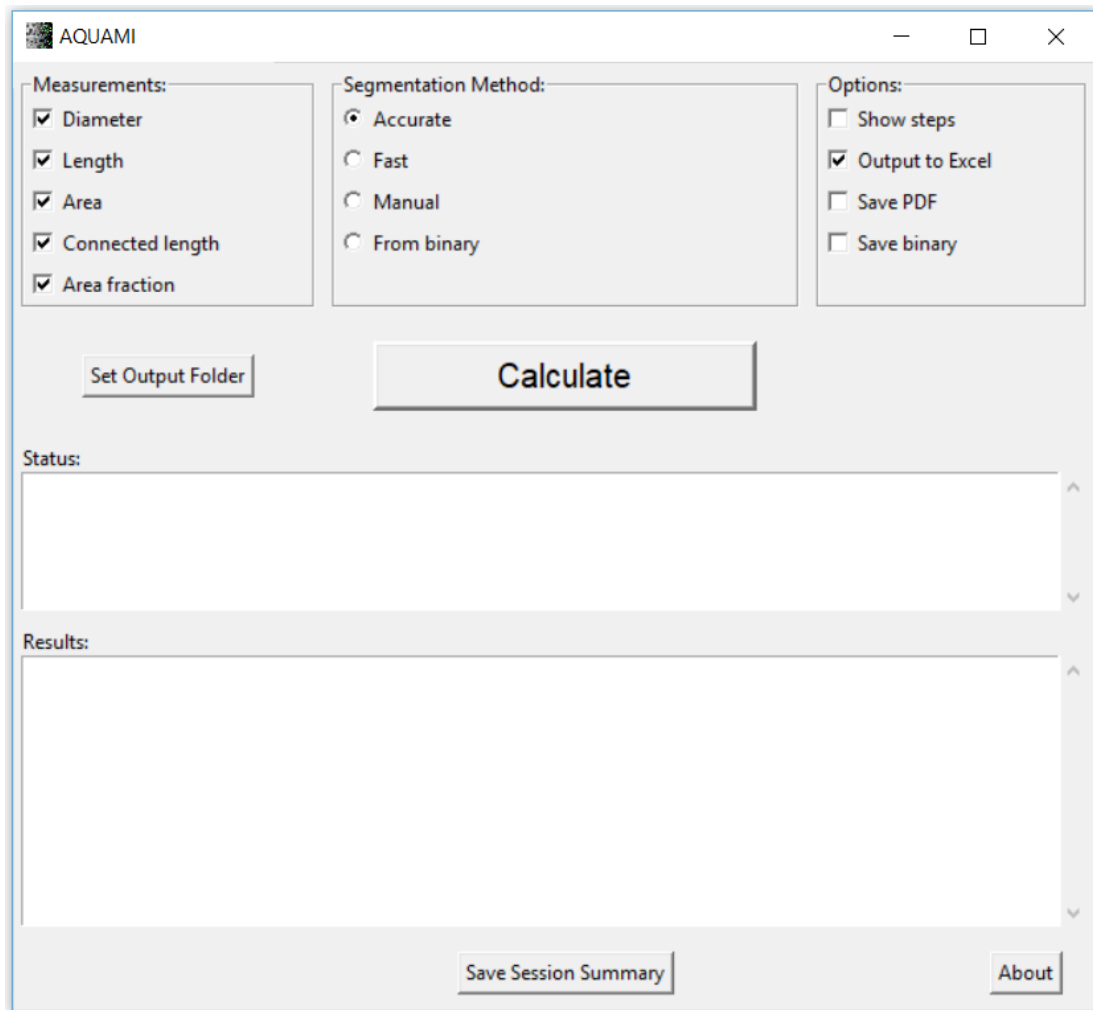 AQUAMI
Measurements:
Diameter
Length
Area
Connected length
Area fraction
Segmentation Method:
Accurate
Fast
Manual
From binary
Options:
Show steps
Output to Excel
Save PDF
Save binary
Set Output Folder
Calculate
Status:
Results:
Save Session Summary
About